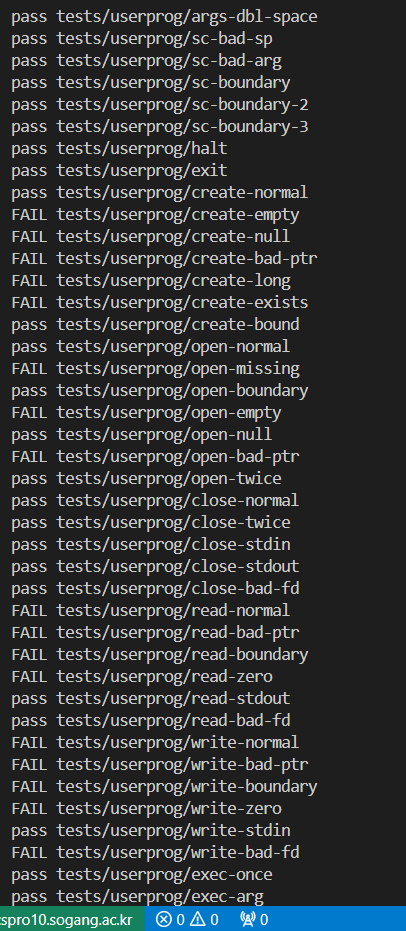 pass tests/userprog/args-dbl-space
pass tests/userprog/sc-bad-sp
pass tests/userprog/sc-bad-arg
pass tests/userprog/sc-boundary
pass tests/userprog/sc-boundary-2
pass tests/userprog/sc-boundary-3
pass tests/userprog/halt
pass tests/userprog/exit
pass tests/userprog/create-normal
FAIL tests/userprog/create-empty
FAIL tests/userprog/create-null
FAIL tests/userprog/create-bad-ptr
FAIL tests/userprog/create-long
FAIL tests/userprog/create-exists
pass tests/userprog/create-bound
pass tests/userprog/open-normal
FAIL tests/userprog/open-missing
pass tests/userprog/open-boundary
FAIL tests/userprog/open-empty
pass tests/userprog/open-null
FAIL tests/userprog/open-bad-ptr
pass tests/userprog/open-twice
pass tests/userprog/close-normal
pass tests/userprog/close-twice
pass tests/userprog/close-stdin
pass tests/userprog/close-stdout
pass tests/userprog/close-bad-fd
FAIL tests/userprog/read-normal
FAIL tests/userprog/read-bad-ptr
FAIL tests/userprog/read-boundary
FAIL tests/userprog/read-zero
pass tests/userprog/read-stdout
pass tests/userprog/read-bad-fd
FAIL tests/userprog/write-normal
FAIL tests/userprog/write-bad-ptr
FAIL tests/userprog/write-boundary
FAIL tests/userprog/write-zero
pass tests/userprog/write-stdin
FAIL tests/userprog/write-bad-fd
pass tests/userprog/exec-once
pass tests/userprog/exec-arg
cspro10.sogang.ac.kr 0 0 0